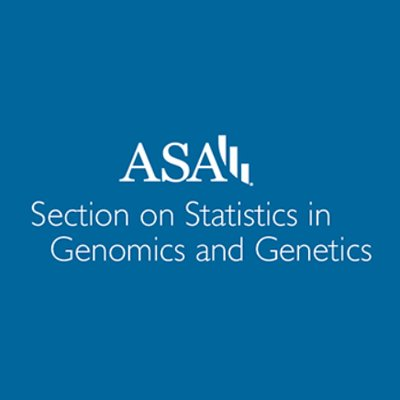 ASA
Section on Statistics in
Genomics and Genetics